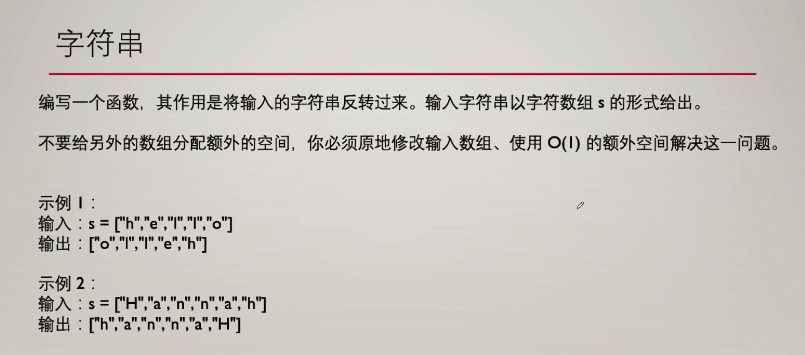 字符串
编写一个函数，其作用是将输入的字符串反转过来。输入字符串以字符数组 s 的形式给出。
不要给另外的数组分配额外的空间，你必须原地修改输入数组、使用 O(1) 的额外空间解决这一问题。
示例 1：
输入：s = ["h","e","l","l","o"]
输出：["o","l","l","e","h"]
示例 2：
输入：s = ["H","a","n","n","a","h"]
输出：["h","a","n","n","a","H"]